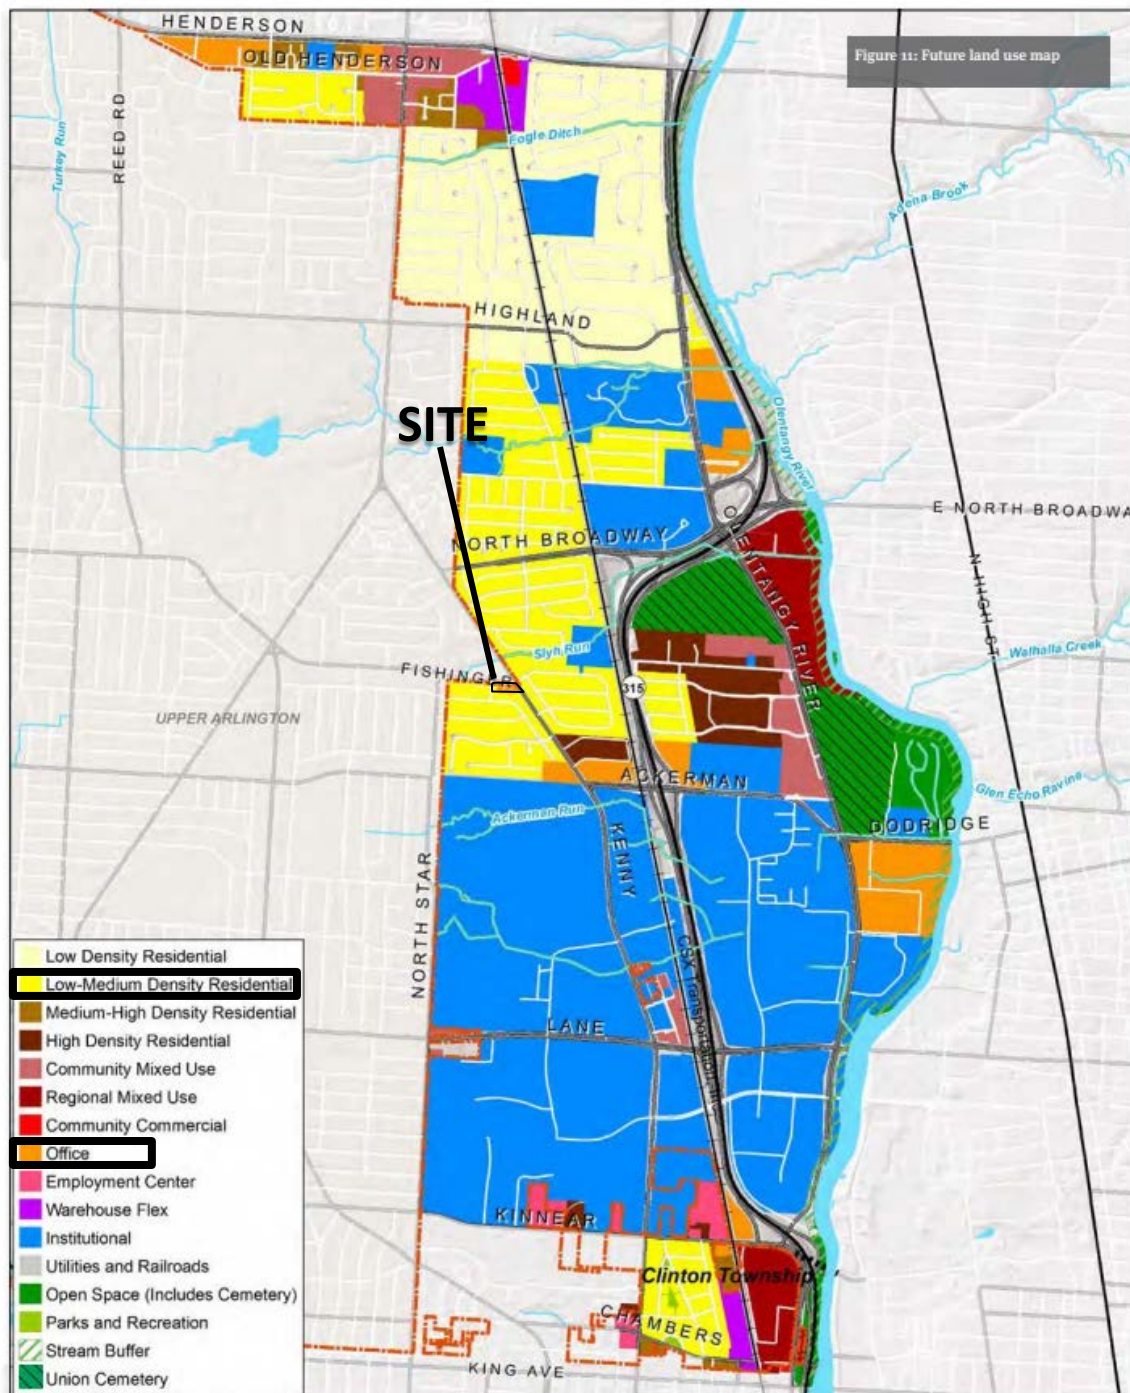 HENDERSON
OLD HENDERSON
Figure 11: Future land use map
REED RD
Turkey Run
Eogle Ditch
Adena Brook
HIGHLAND
SITE
Olentangy River
E NORTH BROADWA
NORTH BROADWAY
OLENTANGY RIVER
N HIGH ST
Slyh Run
Walhalla Creek
FISHINGER
315
UPPER ARLINGTON
ACKERMAN
Glen Echo Ravine
Ackerman Run
DODRIDGE
KENNY
NORTH STAR
CSX Transportation, Inc.
LANE
KINNEAR
Clinton Township
CHAMBERS
KING AVE
Low Density Residential
Low-Medium Density Residential
Medium-High Density Residential
High Density Residential
Community Mixed Use
Regional Mixed Use
Community Commercial
Office
Employment Center
Warehouse Flex
Institutional
Utilities and Railroads
Open Space (Includes Cemetery)
Parks and Recreation
Stream Buffer
Union Cemetery